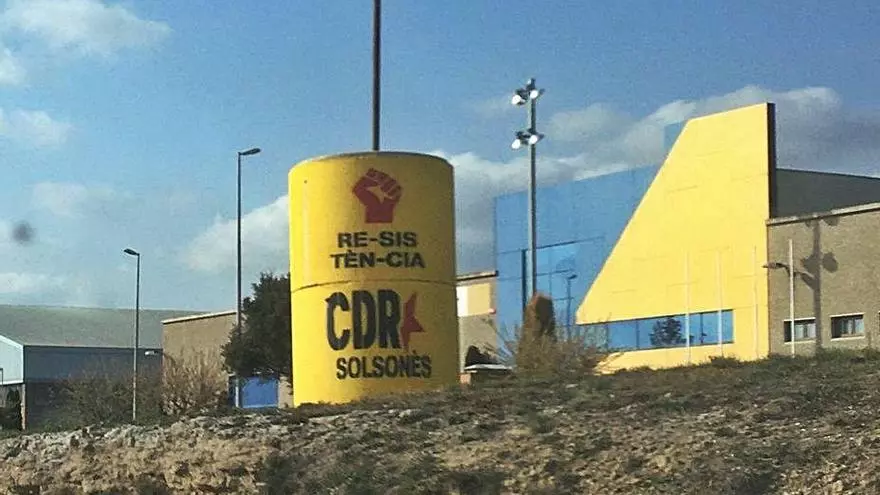 RE-SIS
TÈN-CIA
CDR
SOLSONÈS